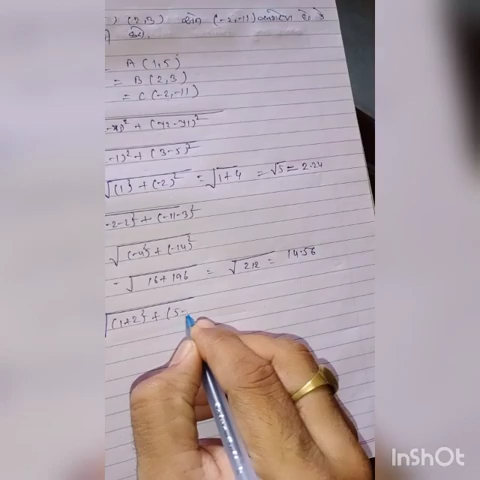 ) (2,3) और (-2,-11)
= A (1,5)
= B (2,3)
= C (-2,-11)
-x1)² + (y2-y1)²
-1)² + (3-5)²
√(1)² + (-2)² = √1+4 = √5 = 2.24
-2-2)² + (-11-3)²
√(-4)² + (-14)²
= √16+196 = √212 = 14.56
√(1+2)² + (5-
InShOt